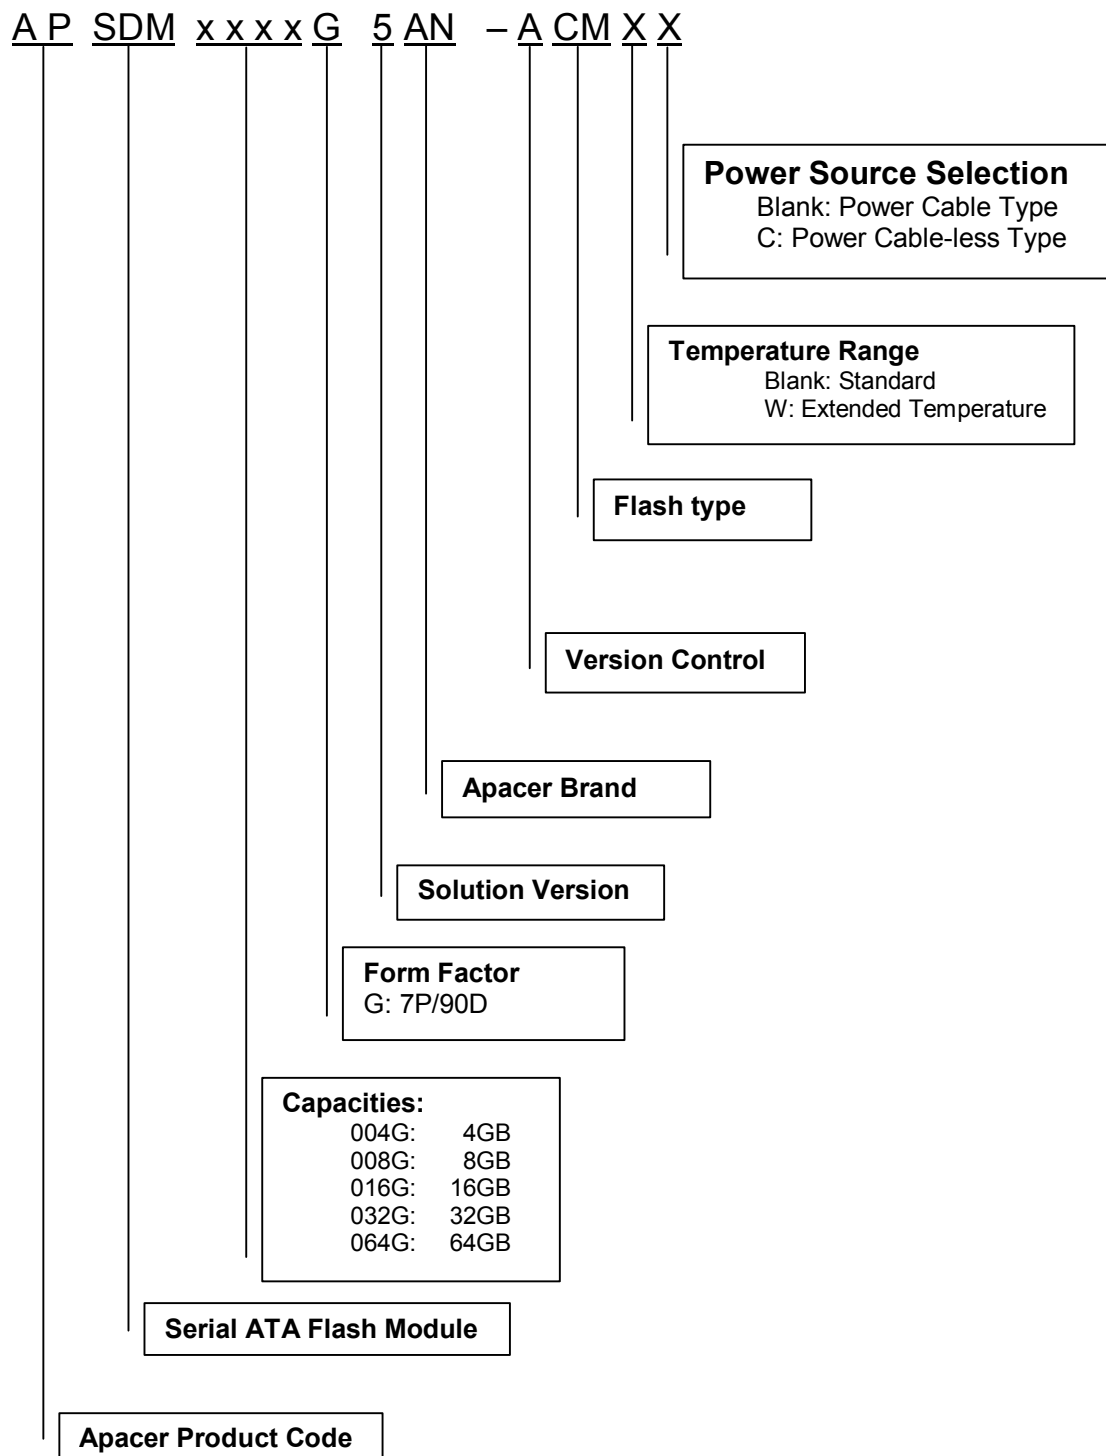 A P SDM x x x x G 5 AN – A CM X X
Power Source Selection
Blank: Power Cable Type
C: Power Cable-less Type
Temperature Range
Blank: Standard
W: Extended Temperature
Flash type
Version Control
Apacer Brand
Solution Version
Form Factor
G: 7P/90D
Capacities:
004G: 4GB
008G: 8GB
016G: 16GB
032G: 32GB
064G: 64GB
Serial ATA Flash Module
Apacer Product Code